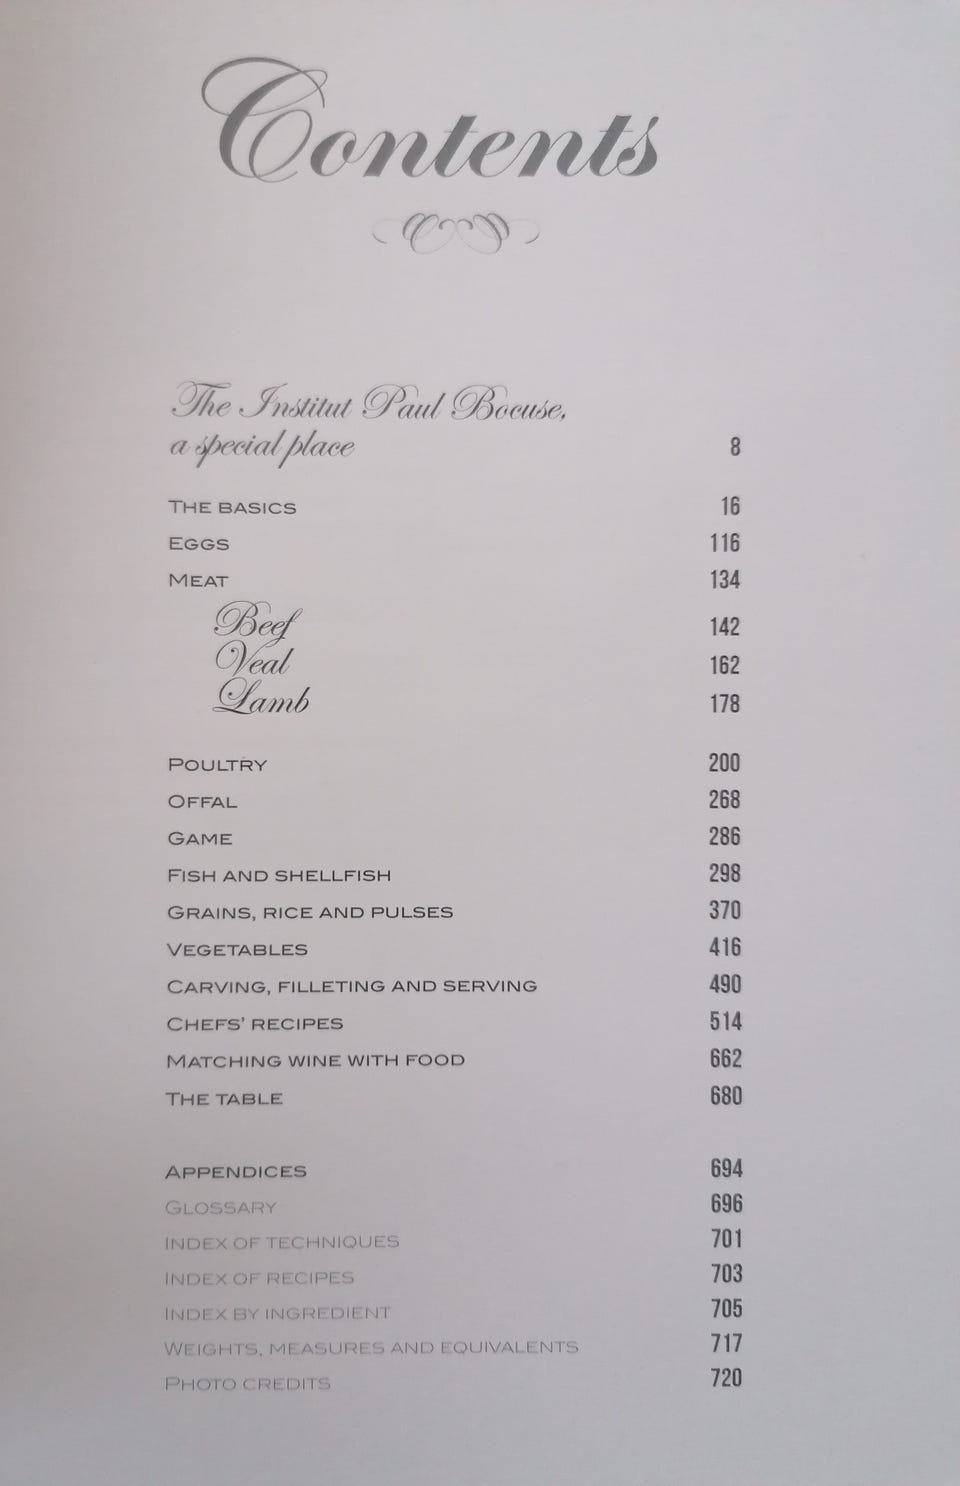 Contents
The Institut Paul Bocuse,
a special place 8
The basics 16
Eggs 116
Meat 134
Beef 142
Veal 162
Lamb 178
Poultry 200
Offal 268
Game 286
Fish and shellfish 298
Grains, rice and pulses 370
Vegetables 416
Carving, filleting and serving 490
Chefs' recipes 514
Matching wine with food 662
The table 680
Appendices 694
Glossary 696
Index of techniques 701
Index of recipes 703
Index by ingredient 705
Weights, measures and equivalents 717
Photo credits 720